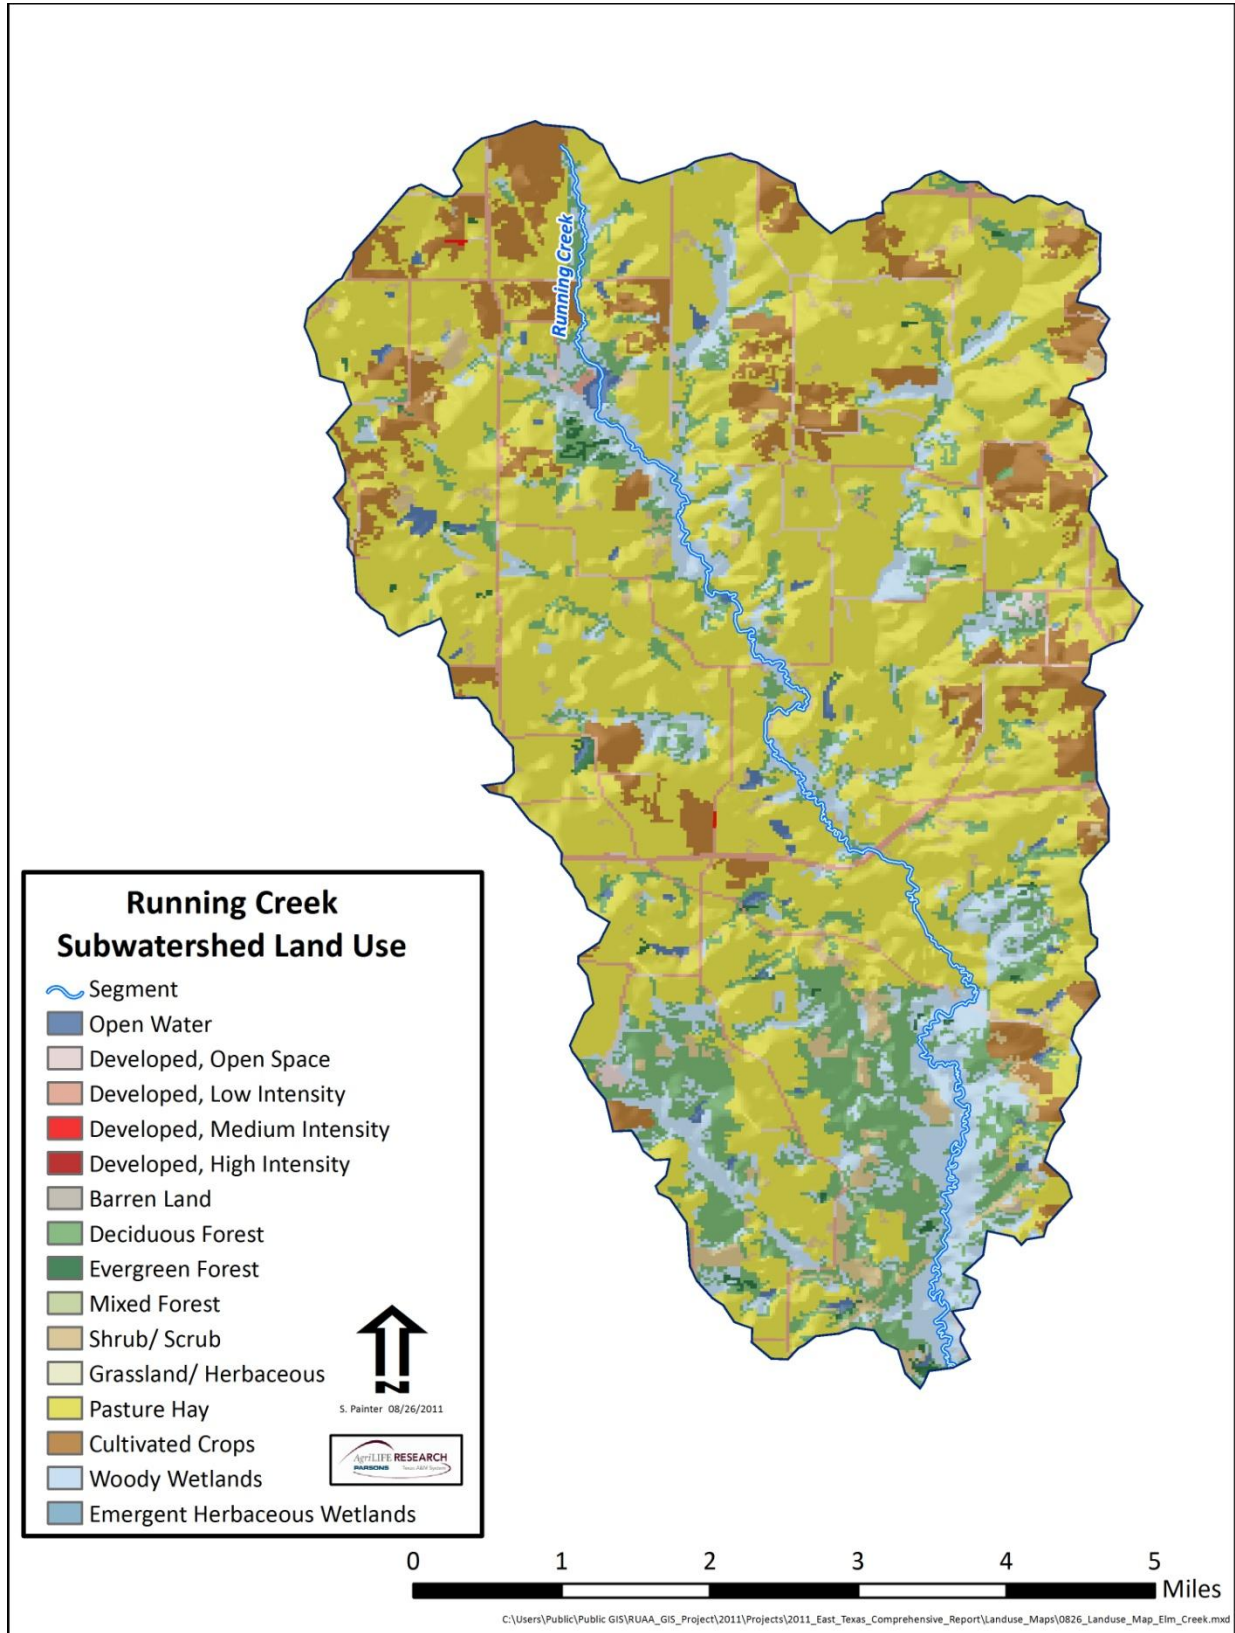 Running Creek
Running Creek
Subwatershed Land Use
Segment
Open Water
Developed, Open Space
Developed, Low Intensity
Developed, Medium Intensity
Developed, High Intensity
Barren Land
Deciduous Forest
Evergreen Forest
Mixed Forest
Shrub/ Scrub
Grassland/ Herbaceous
Pasture Hay
Cultivated Crops
Woody Wetlands
Emergent Herbaceous Wetlands
N
S. Painter 08/26/2011
AgriLIFE RESEARCH
PARSONS Texas A&M System
0 1 2 3 4 5
Miles
C:\Users\Public\Public GIS\RUAA_GIS_Project\2011\Projects\2011_East_Texas_Comprehensive_Report\Landuse_Maps\0826_Landuse_Map_Elm_Creek.mxd